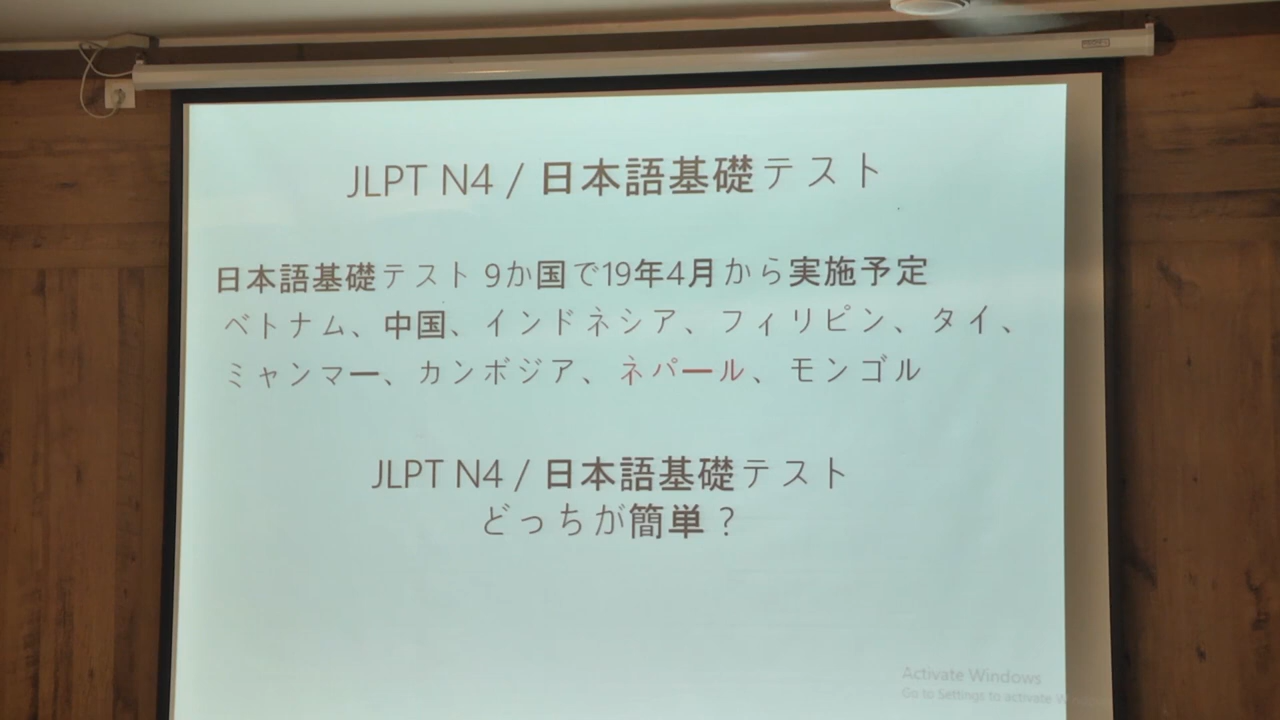 JLPT N4 / 日本語基礎テスト
日本語基礎テスト 9か国で19年4月から実施予定
ベトナム、中国、インドネシア、フィリピン、タイ、
ミャンマー、カンボジア、ネパール、モンゴル
JLPT N4 / 日本語基礎テスト
どっちが簡単？
Activate Windows
Go to Settings to activate